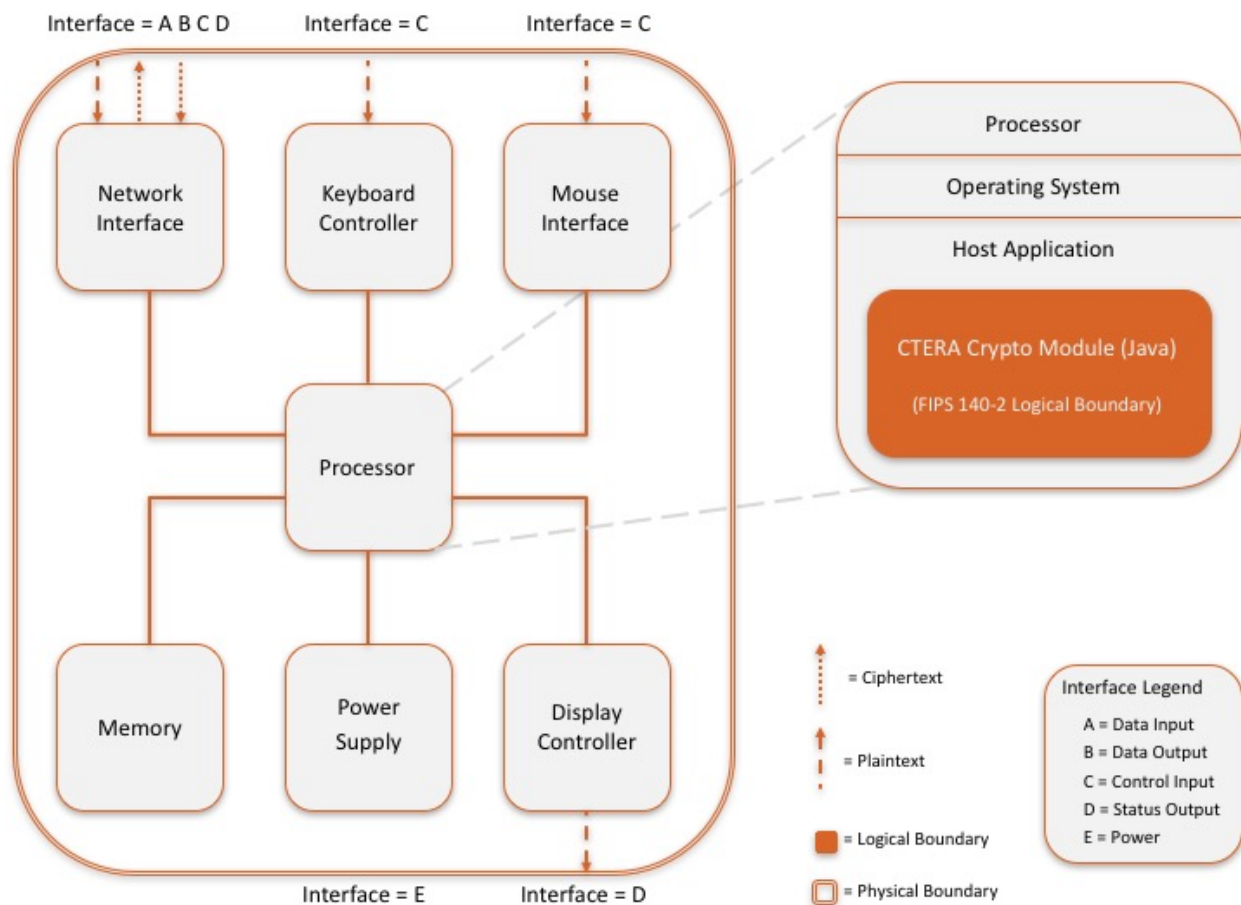 Interface = A B C D
Interface = C
Interface = C
Network
Interface
Keyboard
Controller
Mouse
Interface
Processor
Memory
Power
Supply
Display
Controller
Interface = E
Interface = D
Processor
Operating System
Host Application
CTERA Crypto Module (Java)
(FIPS 140-2 Logical Boundary)
= Ciphertext
= Plaintext
= Logical Boundary
= Physical Boundary
Interface Legend
A = Data Input
B = Data Output
C = Control Input
D = Status Output
E = Power